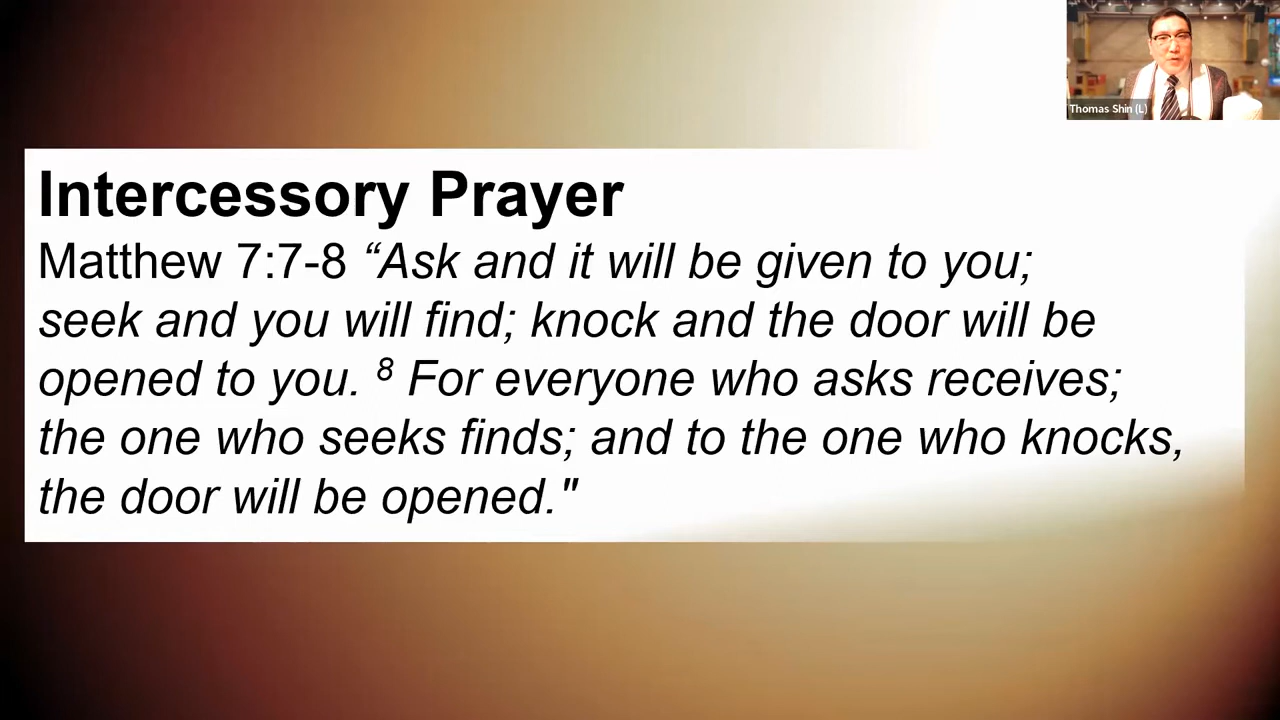 Thomas Shin (L)
Intercessory Prayer
Matthew 7:7-8 “Ask and it will be given to you;
seek and you will find; knock and the door will be
opened to you. ⁸ For everyone who asks receives;
the one who seeks finds; and to the one who knocks,
the door will be opened."